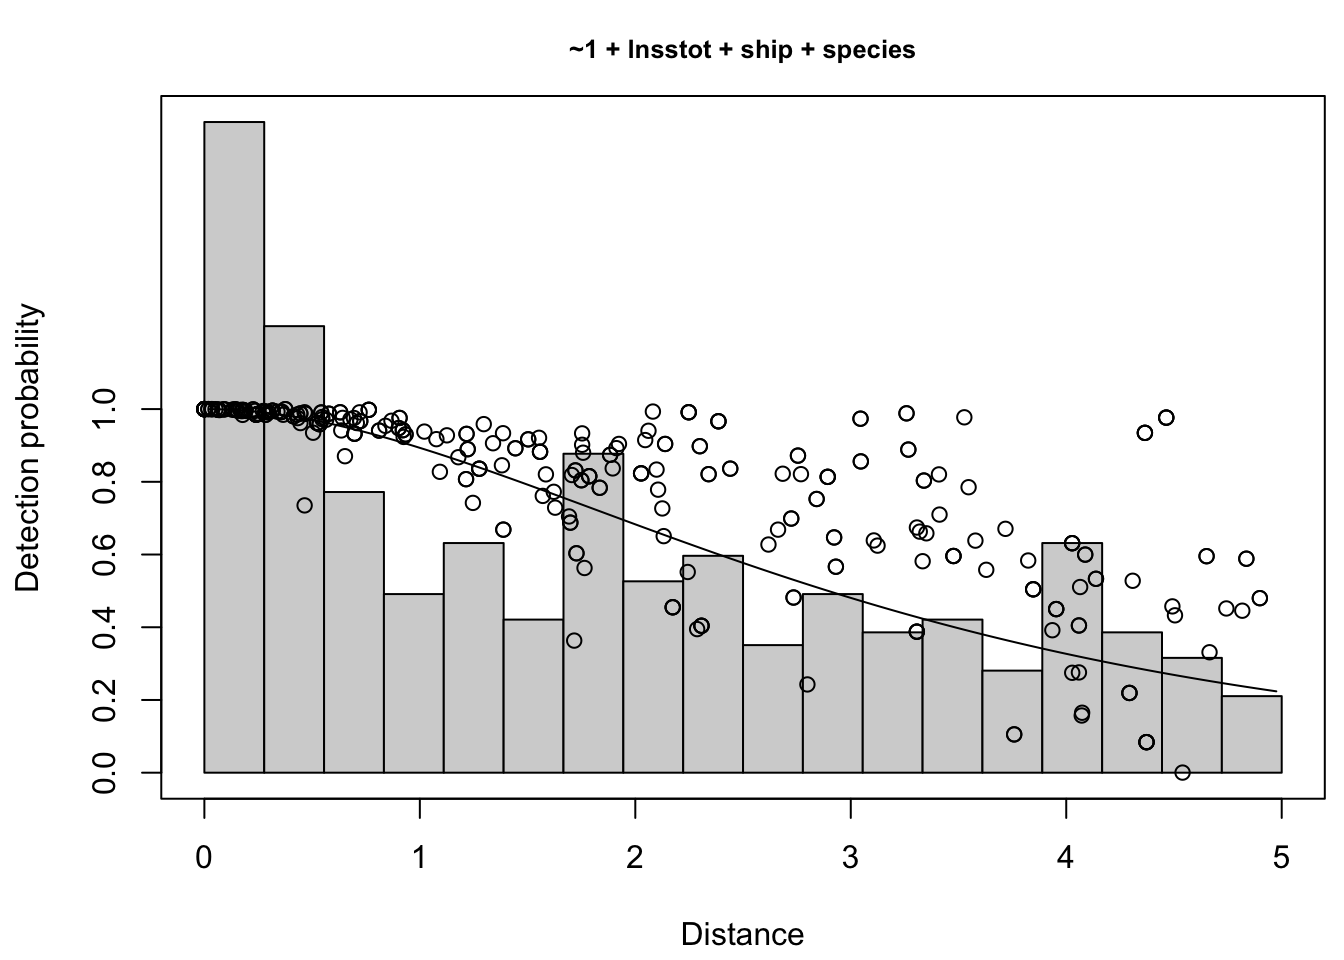 ~1 + lnsstot + ship + species
Detection probability
1.0
0.8
0.6
0.4
0.2
0.0
0 1 2 3 4 5
Distance